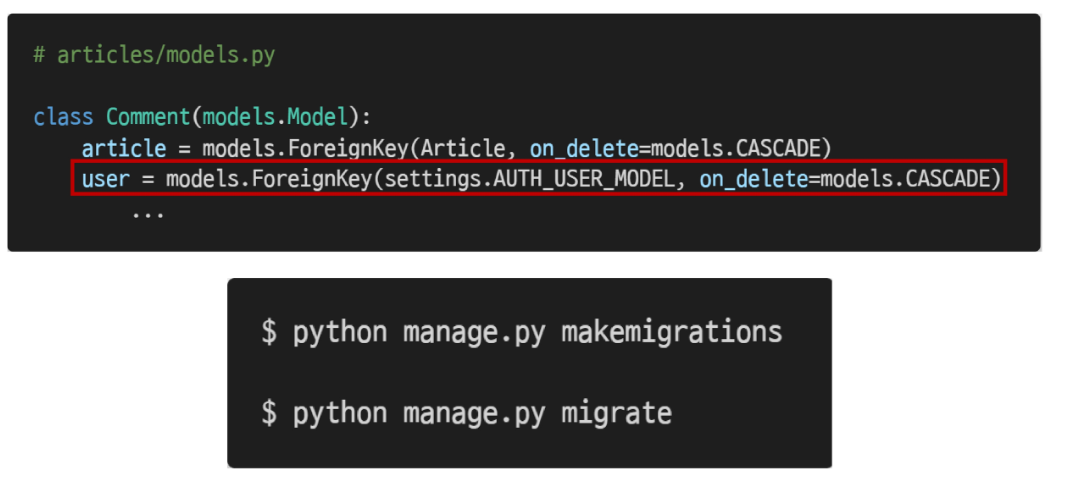 # articles/models.py
class Comment(models.Model):
    article = models.ForeignKey(Article, on_delete=models.CASCADE)
    user = models.ForeignKey(settings.AUTH_USER_MODEL, on_delete=models.CASCADE)
        ...
$ python manage.py makemigrations
$ python manage.py migrate